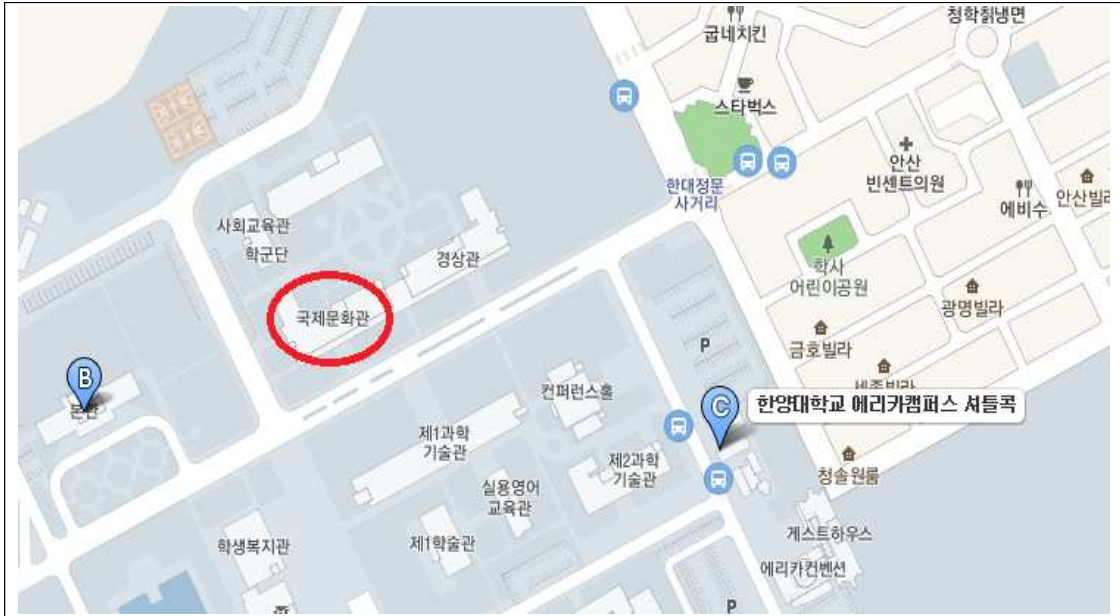 청학칡냉면
굽네치킨
스타벅스
안산
빈센트의원
한대정문
사거리
에비수
안산빌라
사회교육관
학군단
경상관
학사
어린이공원
국제문화관
광명빌라
금호빌라
P
세종빌라
B
본관
컨퍼런스홀
C
한양대학교 에리카캠퍼스 셔틀콕
제1과학
기술관
제2과학
기술관
청솔원룸
실용영어
교육관
학생복지관
제1학술관
게스트하우스
에리카컨벤션
P